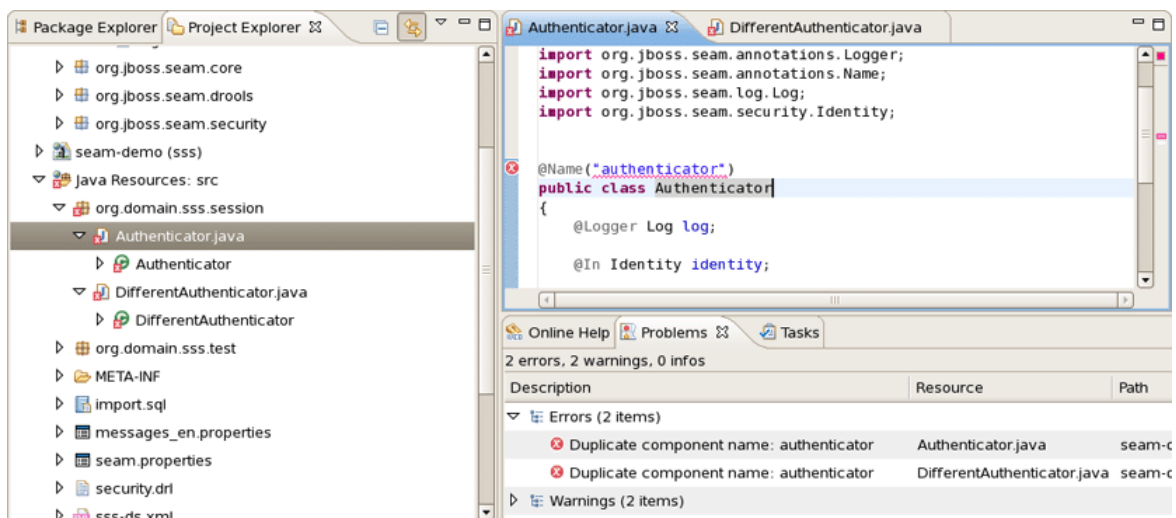 Package Explorer Project Explorer
org.jboss.seam.core
org.jboss.seam.drools
org.jboss.seam.security
seam-demo (sss)
Java Resources: src
org.domain.sss.session
Authenticator.java
Authenticator
DifferentAuthenticator.java
DifferentAuthenticator
org.domain.sss.test
META-INF
import.sql
messages_en.properties
seam.properties
security.drl
sss-ds.xml
Authenticator.java DifferentAuthenticator.java
import org.jboss.seam.annotations.Logger;
import org.jboss.seam.annotations.Name;
import org.jboss.seam.log.Log;
import org.jboss.seam.security.Identity;
@Name("authenticator")
public class Authenticator
{
@Logger Log log;
@In Identity identity;
Online Help Problems Tasks
2 errors, 2 warnings, 0 infos
Description Resource Path
Errors (2 items)
Duplicate component name: authenticator Authenticator.java seam-d
Duplicate component name: authenticator DifferentAuthenticator.java seam-d
Warnings (2 items)